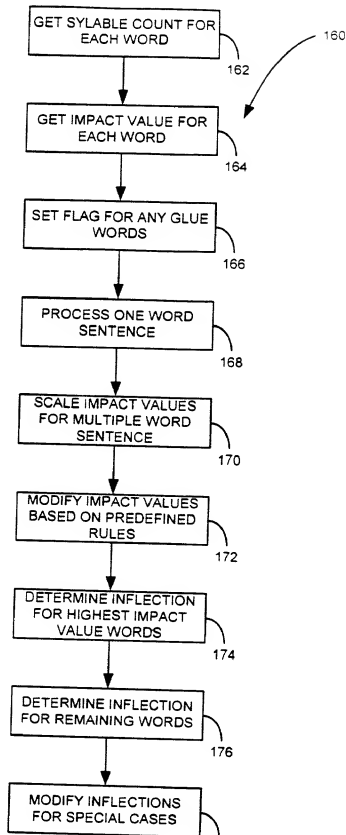 GET SYLABLE COUNT FOR
EACH WORD
160
162
GET IMPACT VALUE FOR
EACH WORD
164
SET FLAG FOR ANY GLUE
WORDS
166
PROCESS ONE WORD
SENTENCE
168
SCALE IMPACT VALUES
FOR MULTIPLE WORD
SENTENCE
170
MODIFY IMPACT VALUES
BASED ON PREDEFINED
RULES
172
DETERMINE INFLECTION
FOR HIGHEST IMPACT
VALUE WORDS
174
DETERMINE INFLECTION
FOR REMAINING WORDS
176
MODIFY INFLECTIONS
FOR SPECIAL CASES